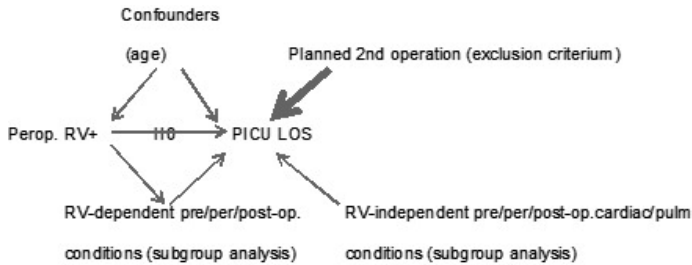 Confounders
(age)
Planned 2nd operation (exclusion criterium)
Perop. RV+
H0
PICU LOS
RV-dependent pre/per/post-op.
conditions (subgroup analysis)
RV-independent pre/per/post-op.cardiac/pulm
conditions (subgroup analysis)